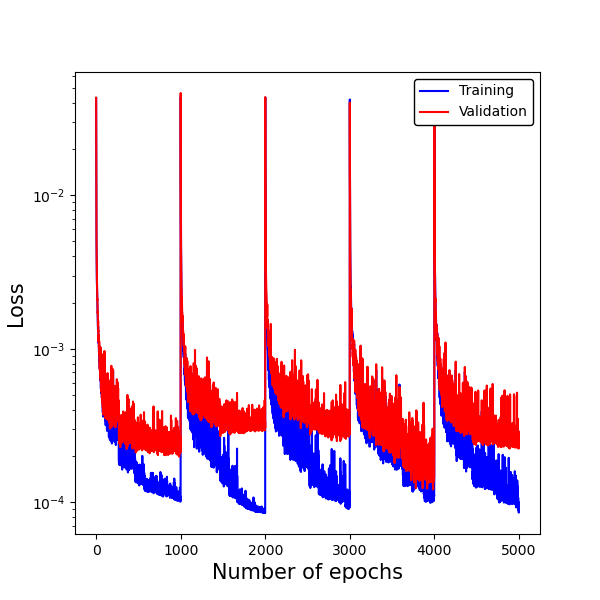 Training
Validation
Loss
10⁻²
10⁻³
10⁻⁴
0 1000 2000 3000 4000 5000
Number of epochs